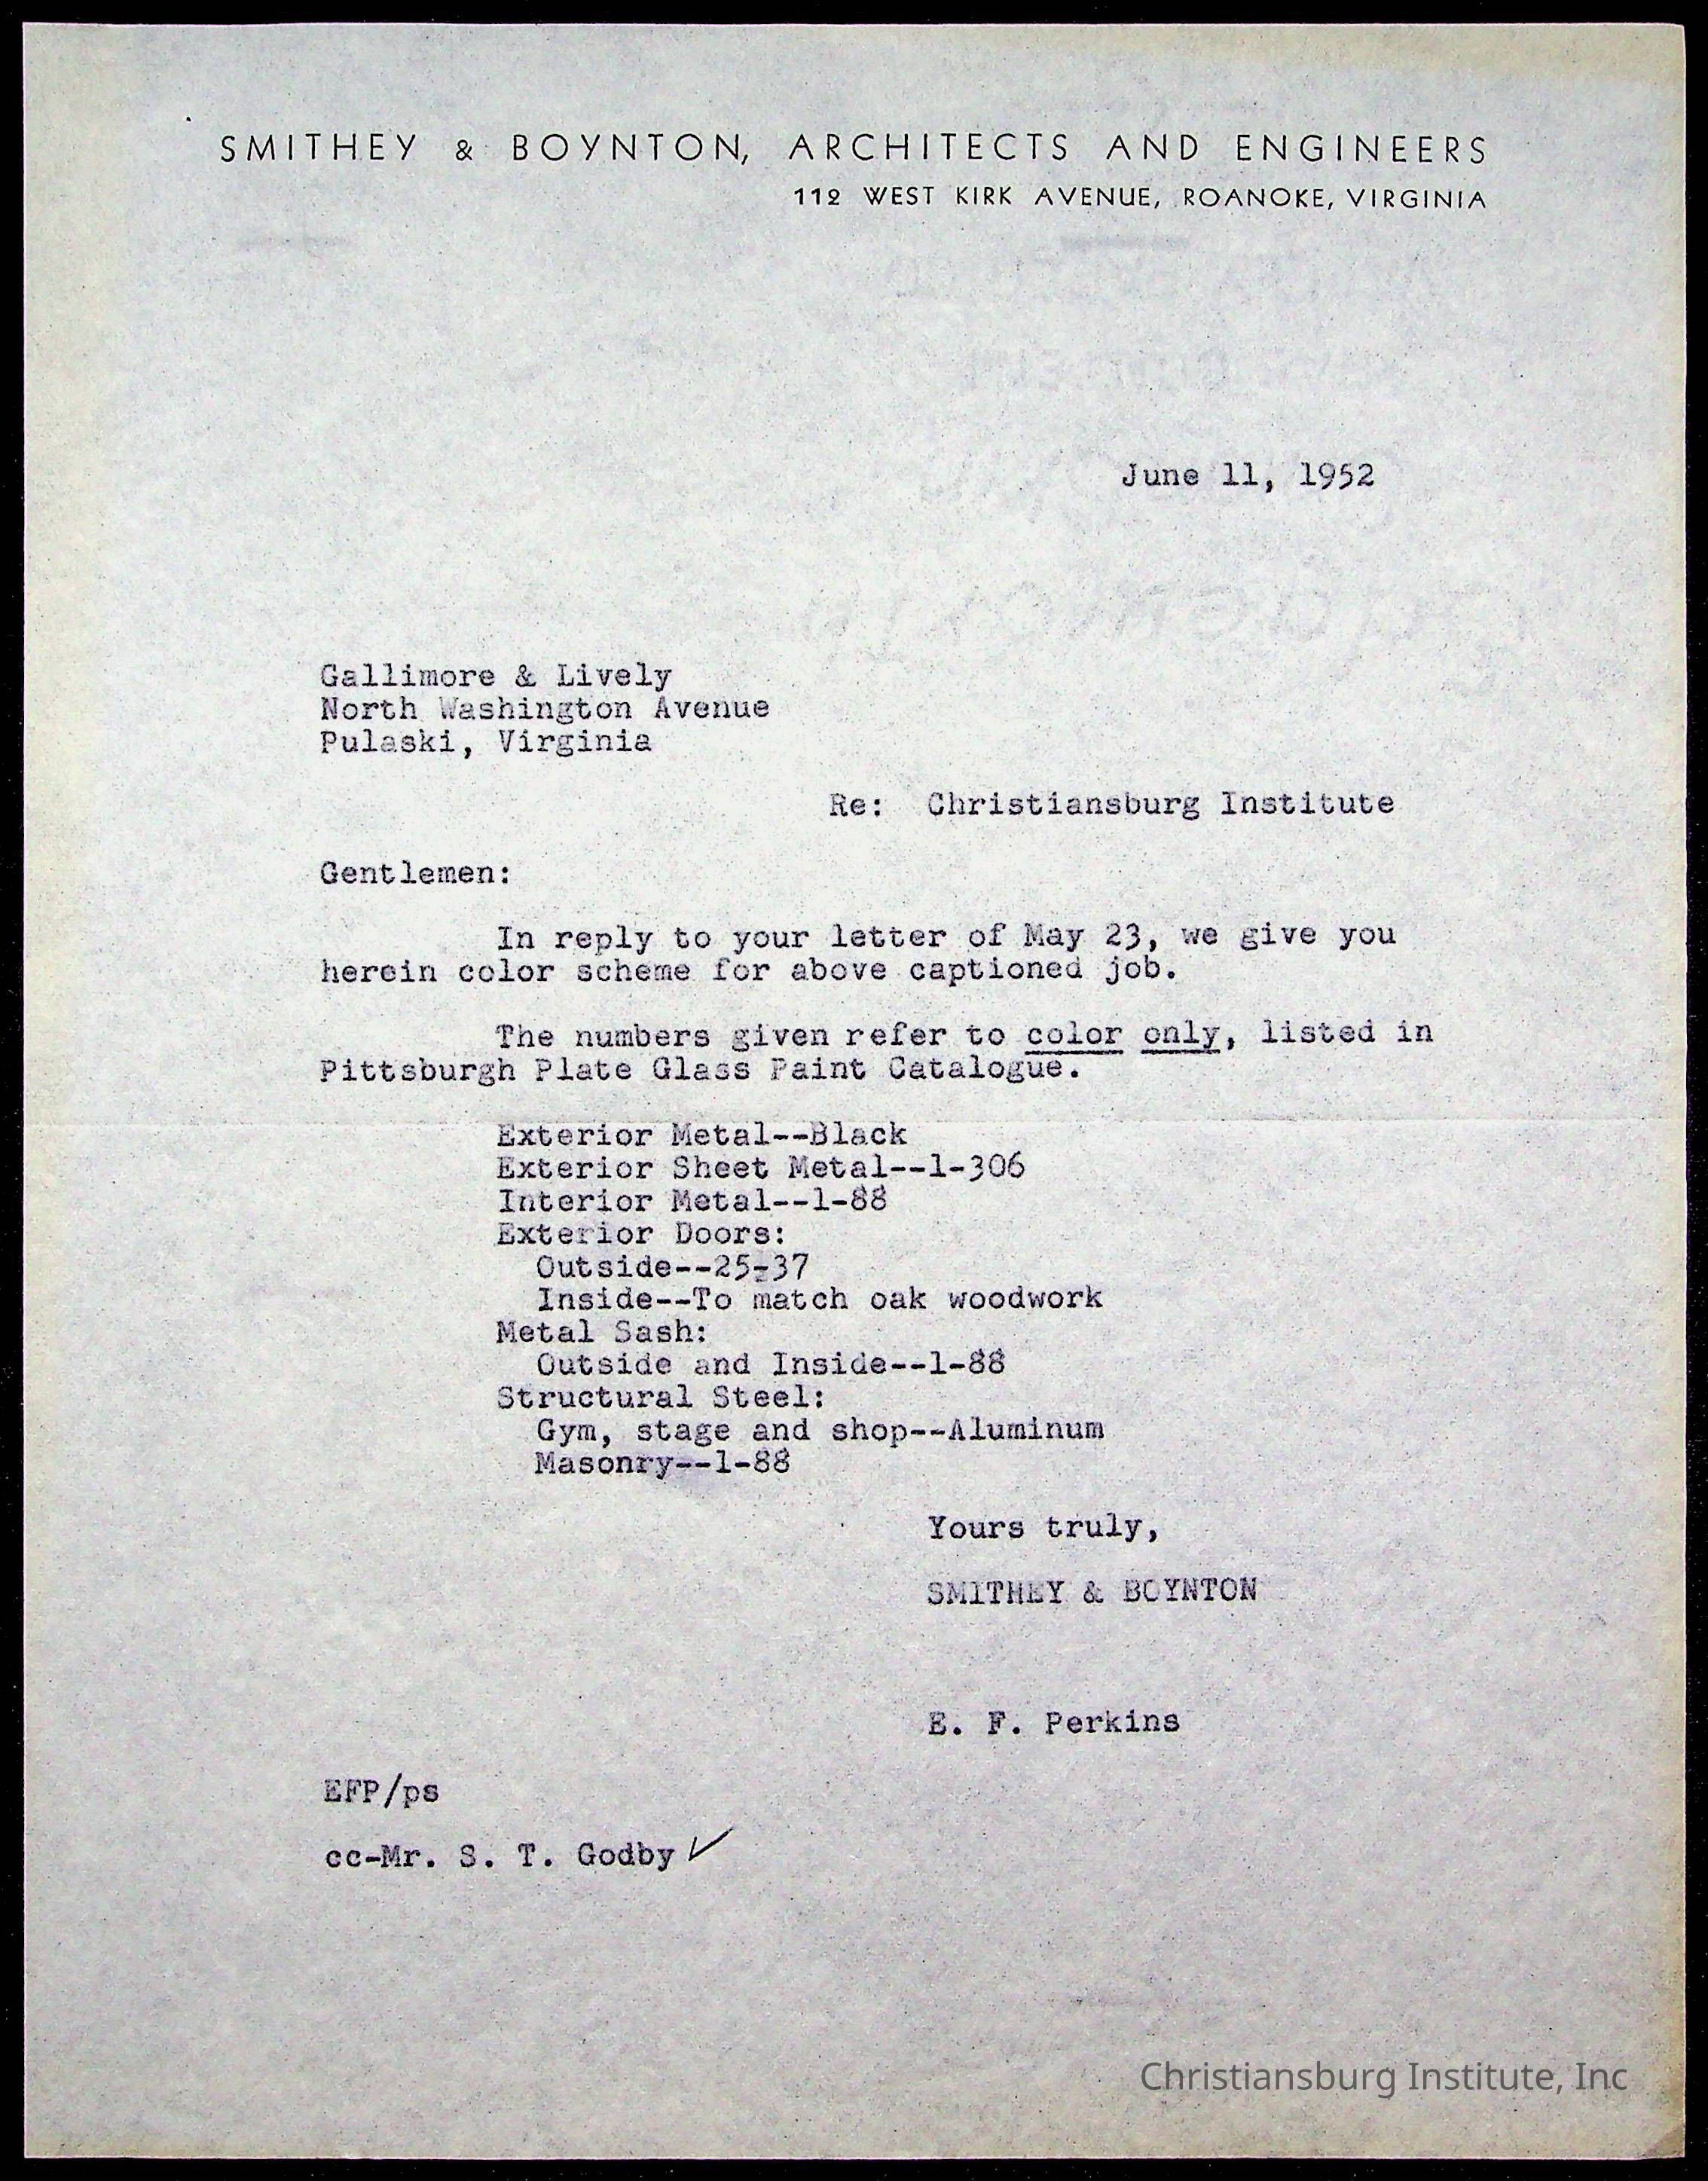 SMITHEY & BOYNTON, ARCHITECTS AND ENGINEERS
112 WEST KIRK AVENUE, ROANOKE, VIRGINIA
June 11, 1952
Gallimore & Lively
North Washington Avenue
Pulaski, Virginia
Re: Christiansburg Institute
Gentlemen:
In reply to your letter of May 23, we give you
herein color scheme for above captioned job.
The numbers given refer to color only, listed in
Pittsburgh Plate Glass Paint Catalogue.
Exterior Metal--Black
Exterior Sheet Metal--1-306
Interior Metal--1-88
Exterior Doors:
Outside--25-37
Inside--To match oak woodwork
Metal Sash:
Outside and Inside--1-88
Structural Steel:
Gym, stage and shop--Aluminum
Masonry--1-88
Yours truly,
SMITHEY & BOYNTON
E. F. Perkins
EFP/ps
cc-Mr. S. T. Godby ✓
Christiansburg Institute, Inc